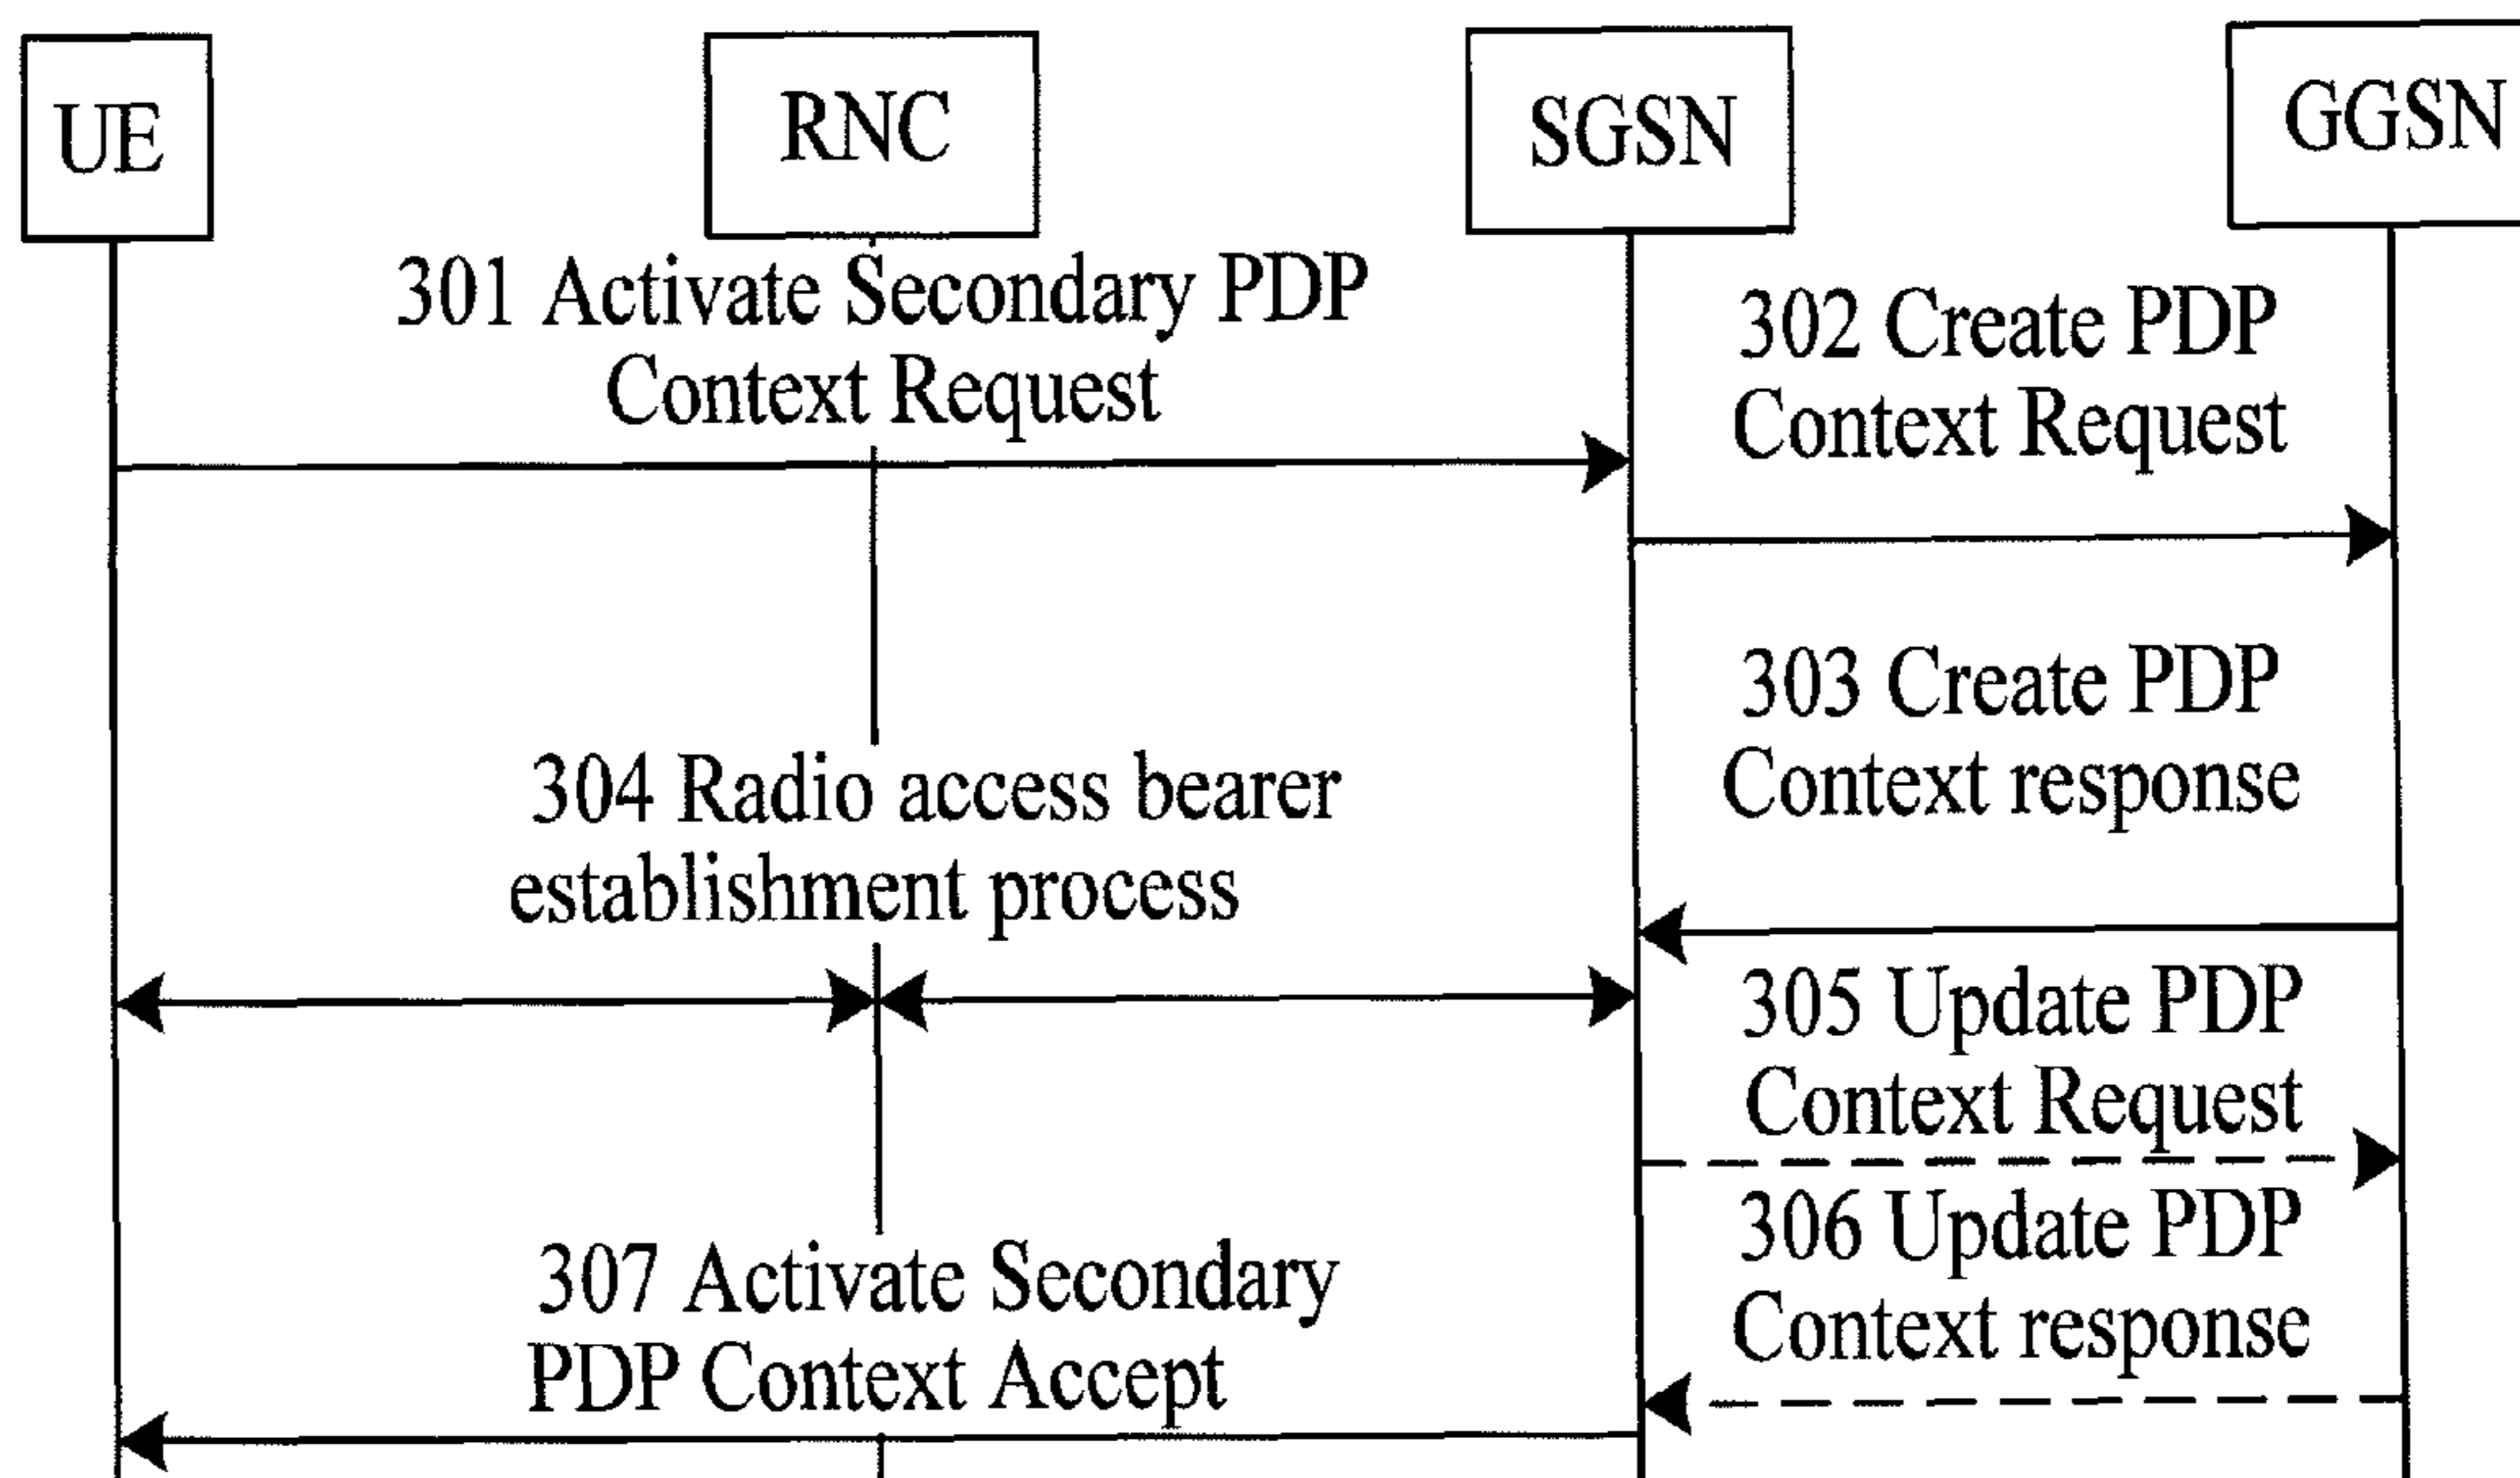 UE
RNC
SGSN
GGSN
301 Activate Secondary PDP
Context Request
302 Create PDP
Context Request
303 Create PDP
Context response
304 Radio access bearer
establishment process
305 Update PDP
Context Request
306 Update PDP
Context response
307 Activate Secondary
PDP Context Accept